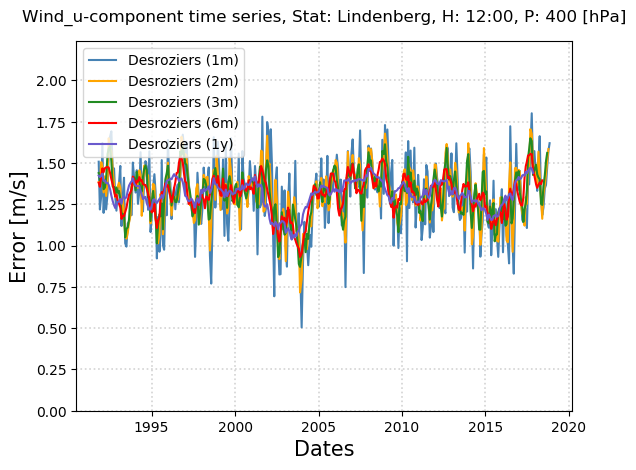 Wind_u-component time series, Stat: Lindenberg, H: 12:00, P: 400 [hPa]
Desroziers (1m)
Desroziers (2m)
Desroziers (3m)
Desroziers (6m)
Desroziers (1y)
Error [m/s]
2.00
1.75
1.50
1.25
1.00
0.75
0.50
0.25
0.00
1995 2000 2005 2010 2015 2020
Dates